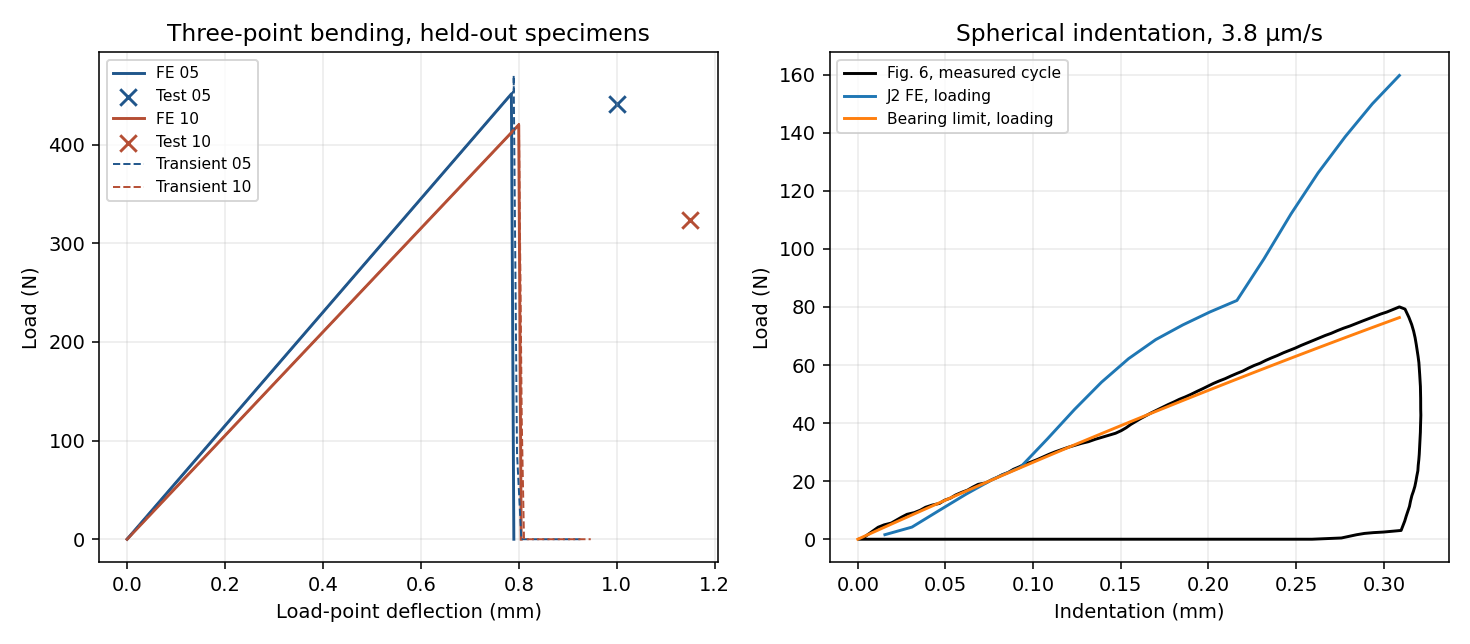 Three-point bending, held-out specimens
FE 05
Test 05
FE 10
Test 10
Transient 05
Transient 10
Load (N)
400
300
200
100
0
0.0 0.2 0.4 0.6 0.8 1.0 1.2
Load-point deflection (mm)
Spherical indentation, 3.8 μm/s
Fig. 6, measured cycle
J2 FE, loading
Bearing limit, loading
Load (N)
160
140
120
100
80
60
40
20
0
0.00 0.05 0.10 0.15 0.20 0.25 0.30
Indentation (mm)